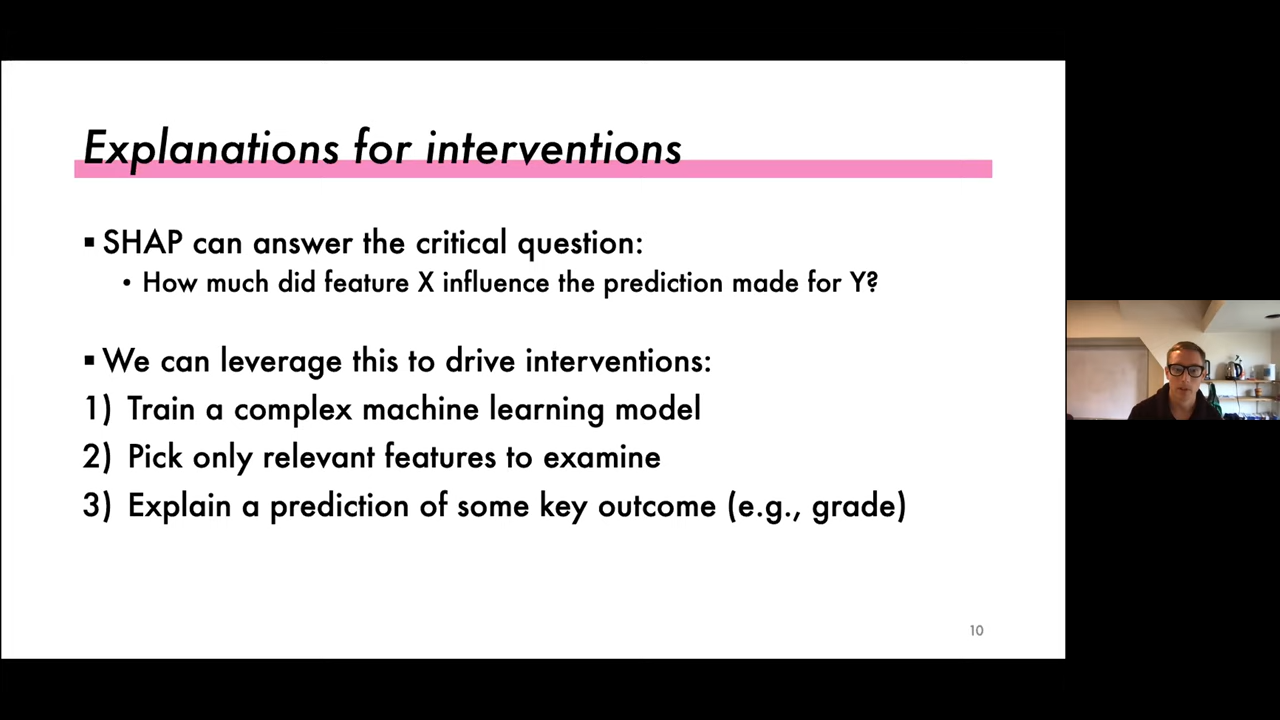 Explanations for interventions
▪ SHAP can answer the critical question:
• How much did feature X influence the prediction made for Y?
▪ We can leverage this to drive interventions:
1) Train a complex machine learning model
2) Pick only relevant features to examine
3) Explain a prediction of some key outcome (e.g., grade)
10